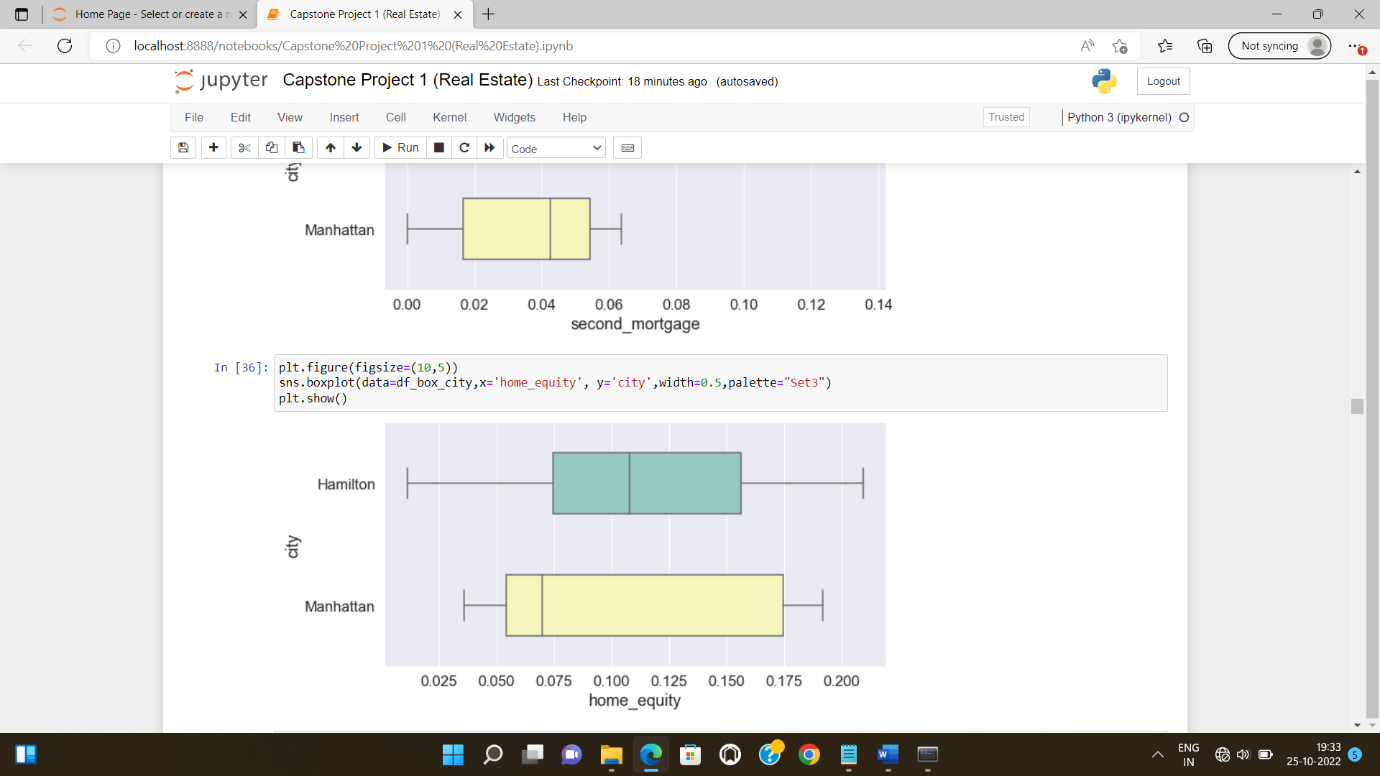 Home Page - Select or create a n
Capstone Project 1 (Real Estate)
localhost:8888/notebooks/Capstone%20Project%201%20(Real%20Estate).ipynb
Not syncing
jupyter Capstone Project 1 (Real Estate) Last Checkpoint: 18 minutes ago (autosaved)
Logout
File Edit View Insert Cell Kernel Widgets Help
Trusted
Python 3 (ipykernel)
Run
Code
city
Manhattan
0.00 0.02 0.04 0.06 0.08 0.10 0.12 0.14
second_mortgage
In [36]: plt.figure(figsize=(10,5))
sns.boxplot(data=df_box_city,x='home_equity', y='city',width=0.5,palette="Set3")
plt.show()
Hamilton
city
Manhattan
0.025 0.050 0.075 0.100 0.125 0.150 0.175 0.200
home_equity
ENG
IN
19:33
25-10-2022
5